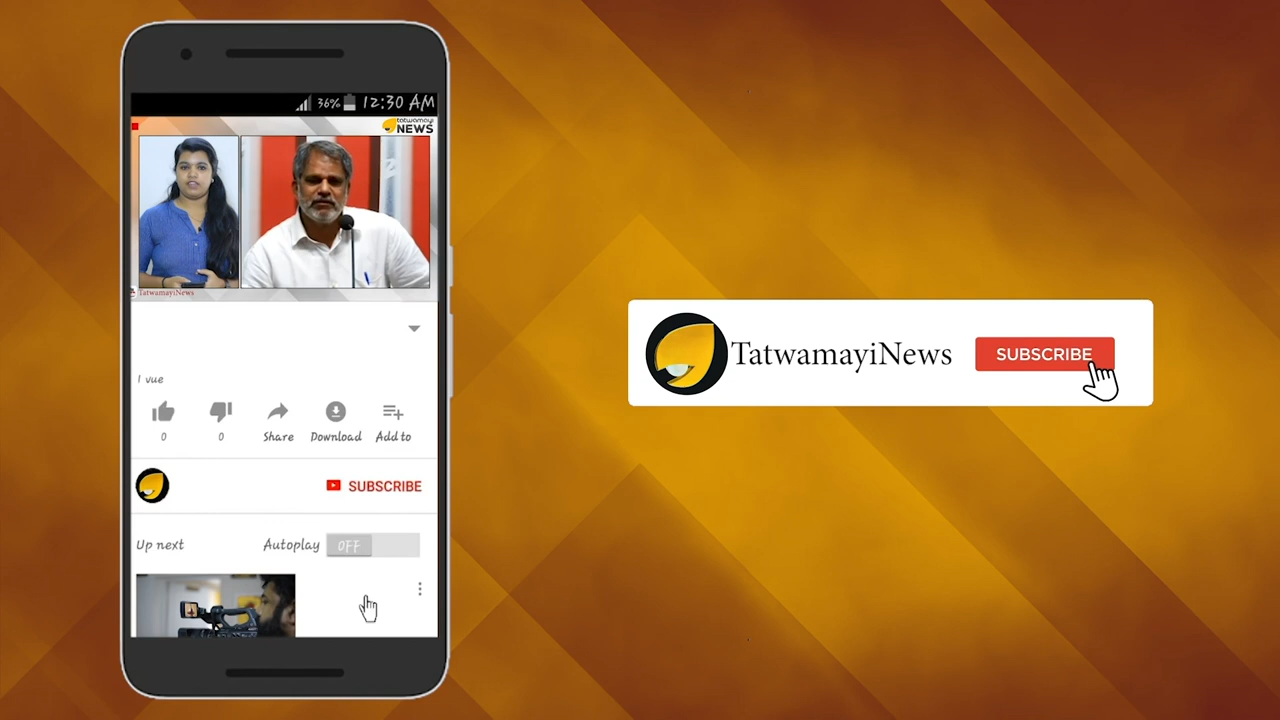 36% 12:30 AM
tatwamayi
NEWS
TatwamayiNews
1 vue
0 0 Share Download Add to
SUBSCRIBE
Up next Autoplay OFF
TatwamayiNews SUBSCRIBE